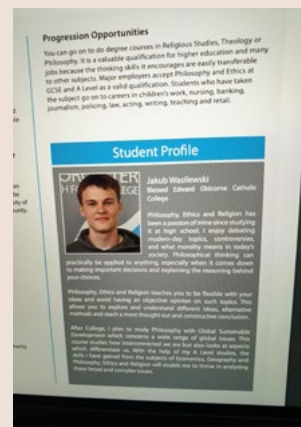 Progression Opportunities
You can go on to do degree courses in Religious Studies, Theology or
Philosophy. It is a valuable qualification for higher education and many
jobs because the thinking skills it encourages are easily transferable
to other subjects. Major employers accept Philosophy and Ethics at
GCSE and A Level as a valid qualification. Students who have taken
the subject go on to careers in children's work, nursing, banking,
journalism, policing, law, acting, writing, teaching and retail.
Student Profile
Jakub Wasilewski
Blessed Edward Oldcorne Catholic
College
Philosophy, Ethics and Religion has
been a passion of mine since studying
it at high school. I enjoy debating
modern-day topics, controversies,
and what morality means in today's
society. Philosophical thinking can
practically be applied to anything, especially when it comes down
to making important decisions and explaining the reasoning behind
your choices.
Philosophy, Ethics and Religion teaches you to be flexible with your
ideas and avoid having an objective opinion on such topics. This
allows you to explore and understand different ideas, alternative
methods and reach a more thought out and constructive conclusion.
After College, I plan to study Philosophy with Global Sustainable
Development which concerns a wide range of global issues. This
course studies how interconnected we are but also looks at aspects
which differentiate us. With the help of my A Level studies, the
skills I have gained from the subjects of Economics, Geography and
Philosophy, Ethics and Religion will enable me to thrive in analysing
these broad and complex issues.